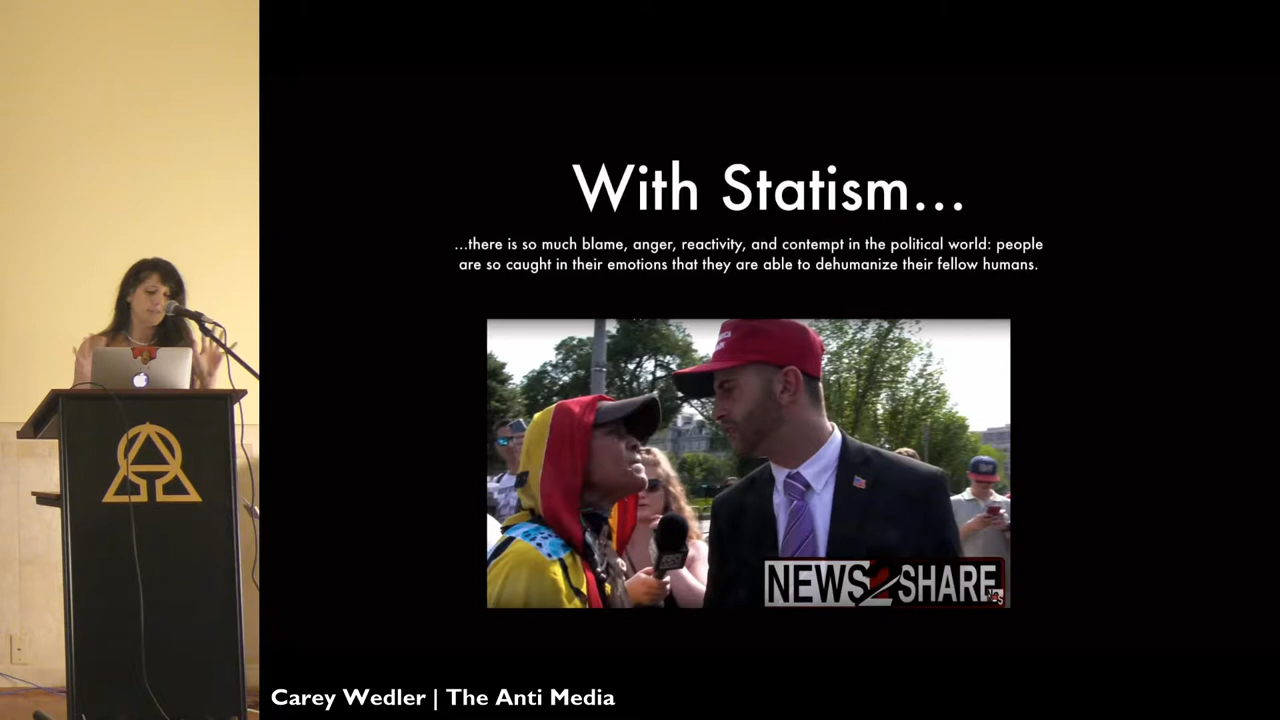 With Statism...
...there is so much blame, anger, reactivity, and contempt in the political world: people
are so caught in their emotions that they are able to dehumanize their fellow humans.
NEWS2SHARE
Carey Wedler | The Anti Media